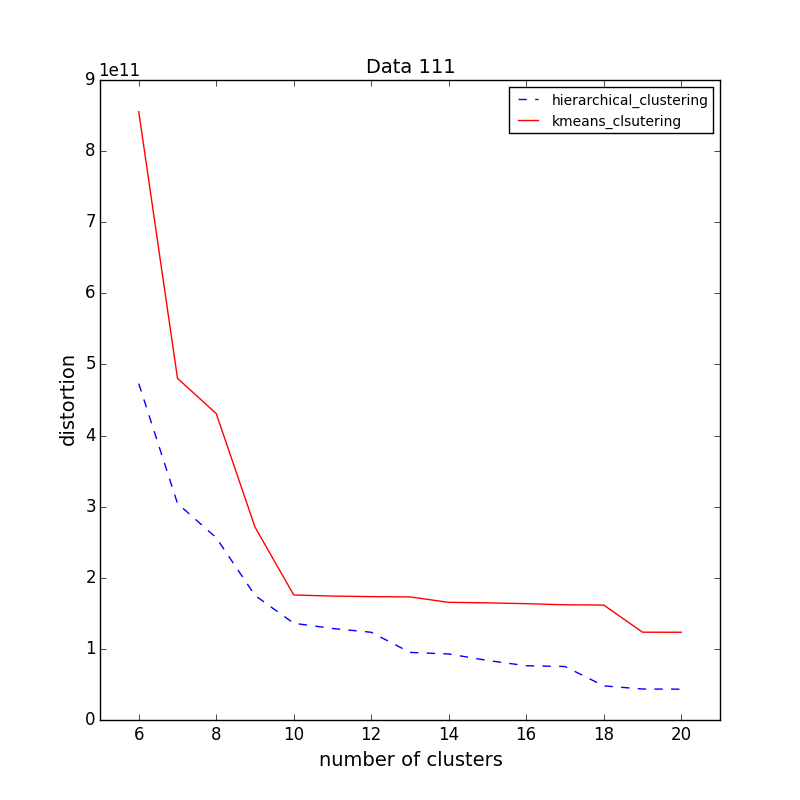 Data 111
1e11
hierarchical_clustering
kmeans_clsutering
9
8
7
6
5
4
3
2
1
0
distortion
6 8 10 12 14 16 18 20
number of clusters